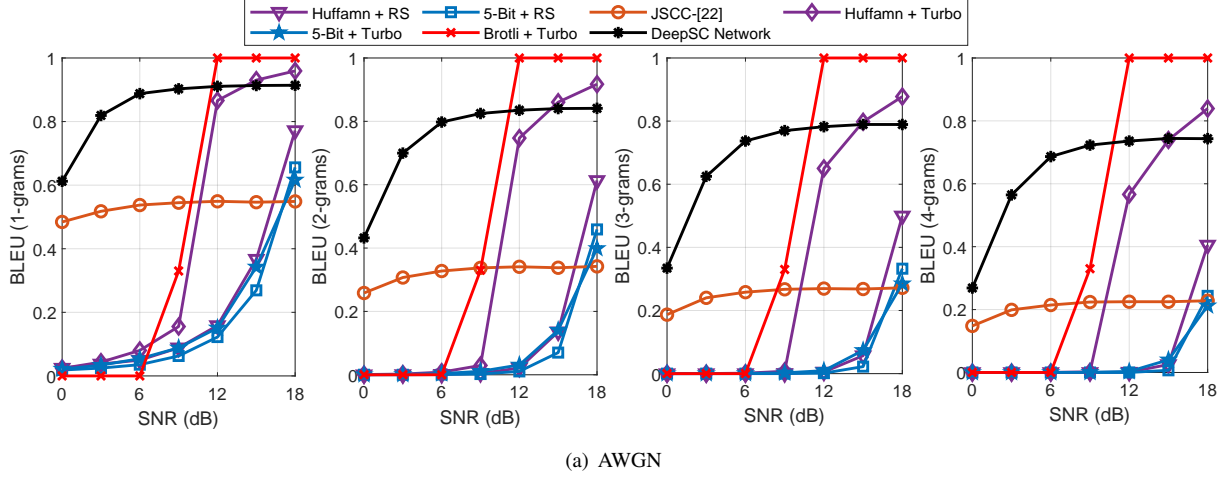 Huffamn + RS 5-Bit + RS JSCC-[22] Huffamn + Turbo
5-Bit + Turbo Brotli + Turbo DeepSC Network
BLEU (1-grams)
1
0.8
0.6
0.4
0.2
0
0 6 12 18
SNR (dB)
BLEU (2-grams)
1
0.8
0.6
0.4
0.2
0
0 6 12 18
SNR (dB)
BLEU (3-grams)
1
0.8
0.6
0.4
0.2
0
0 6 12 18
SNR (dB)
BLEU (4-grams)
1
0.8
0.6
0.4
0.2
0
0 6 12 18
SNR (dB)
(a) AWGN